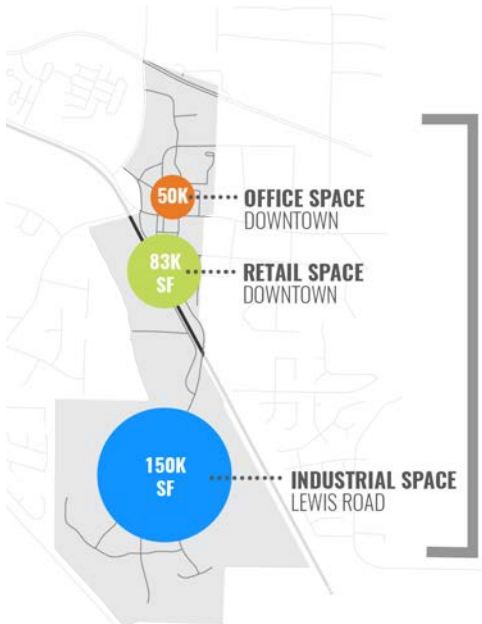 50K
OFFICE SPACE
DOWNTOWN
83K
SF
RETAIL SPACE
DOWNTOWN
150K
SF
INDUSTRIAL SPACE
LEWIS ROAD